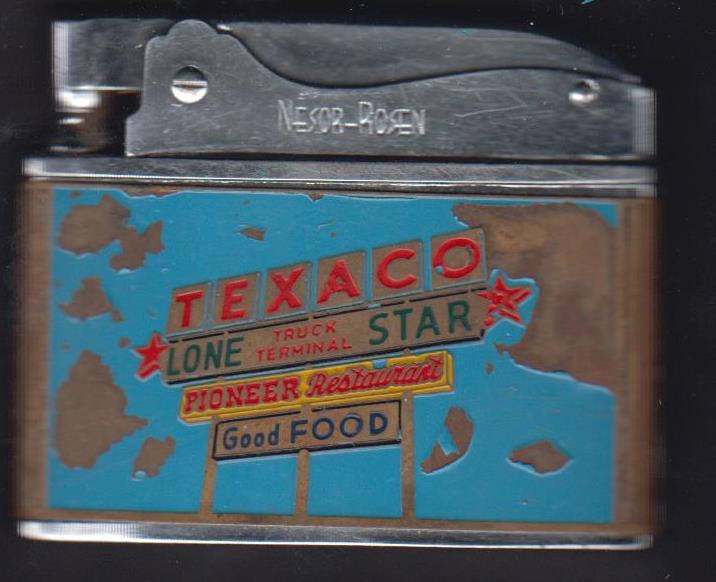 NESOR-ROSEN
TEXACO
LONE TRUCK TERMINAL STAR
PIONEER Restaurant
Good FOOD